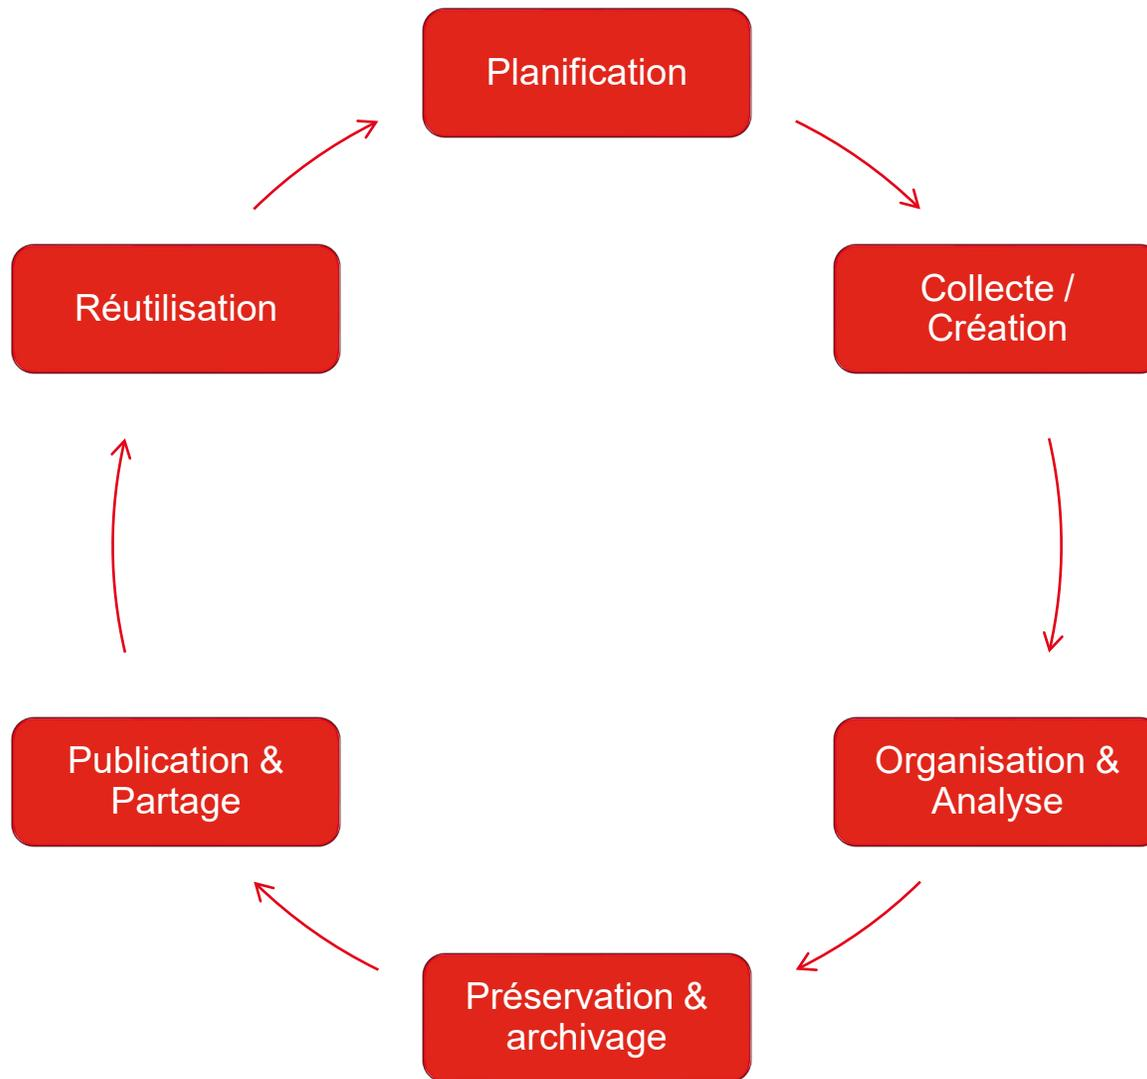 Planification
Collecte /
Création
Organisation &
Analyse
Préservation &
archivage
Publication &
Partage
Réutilisation